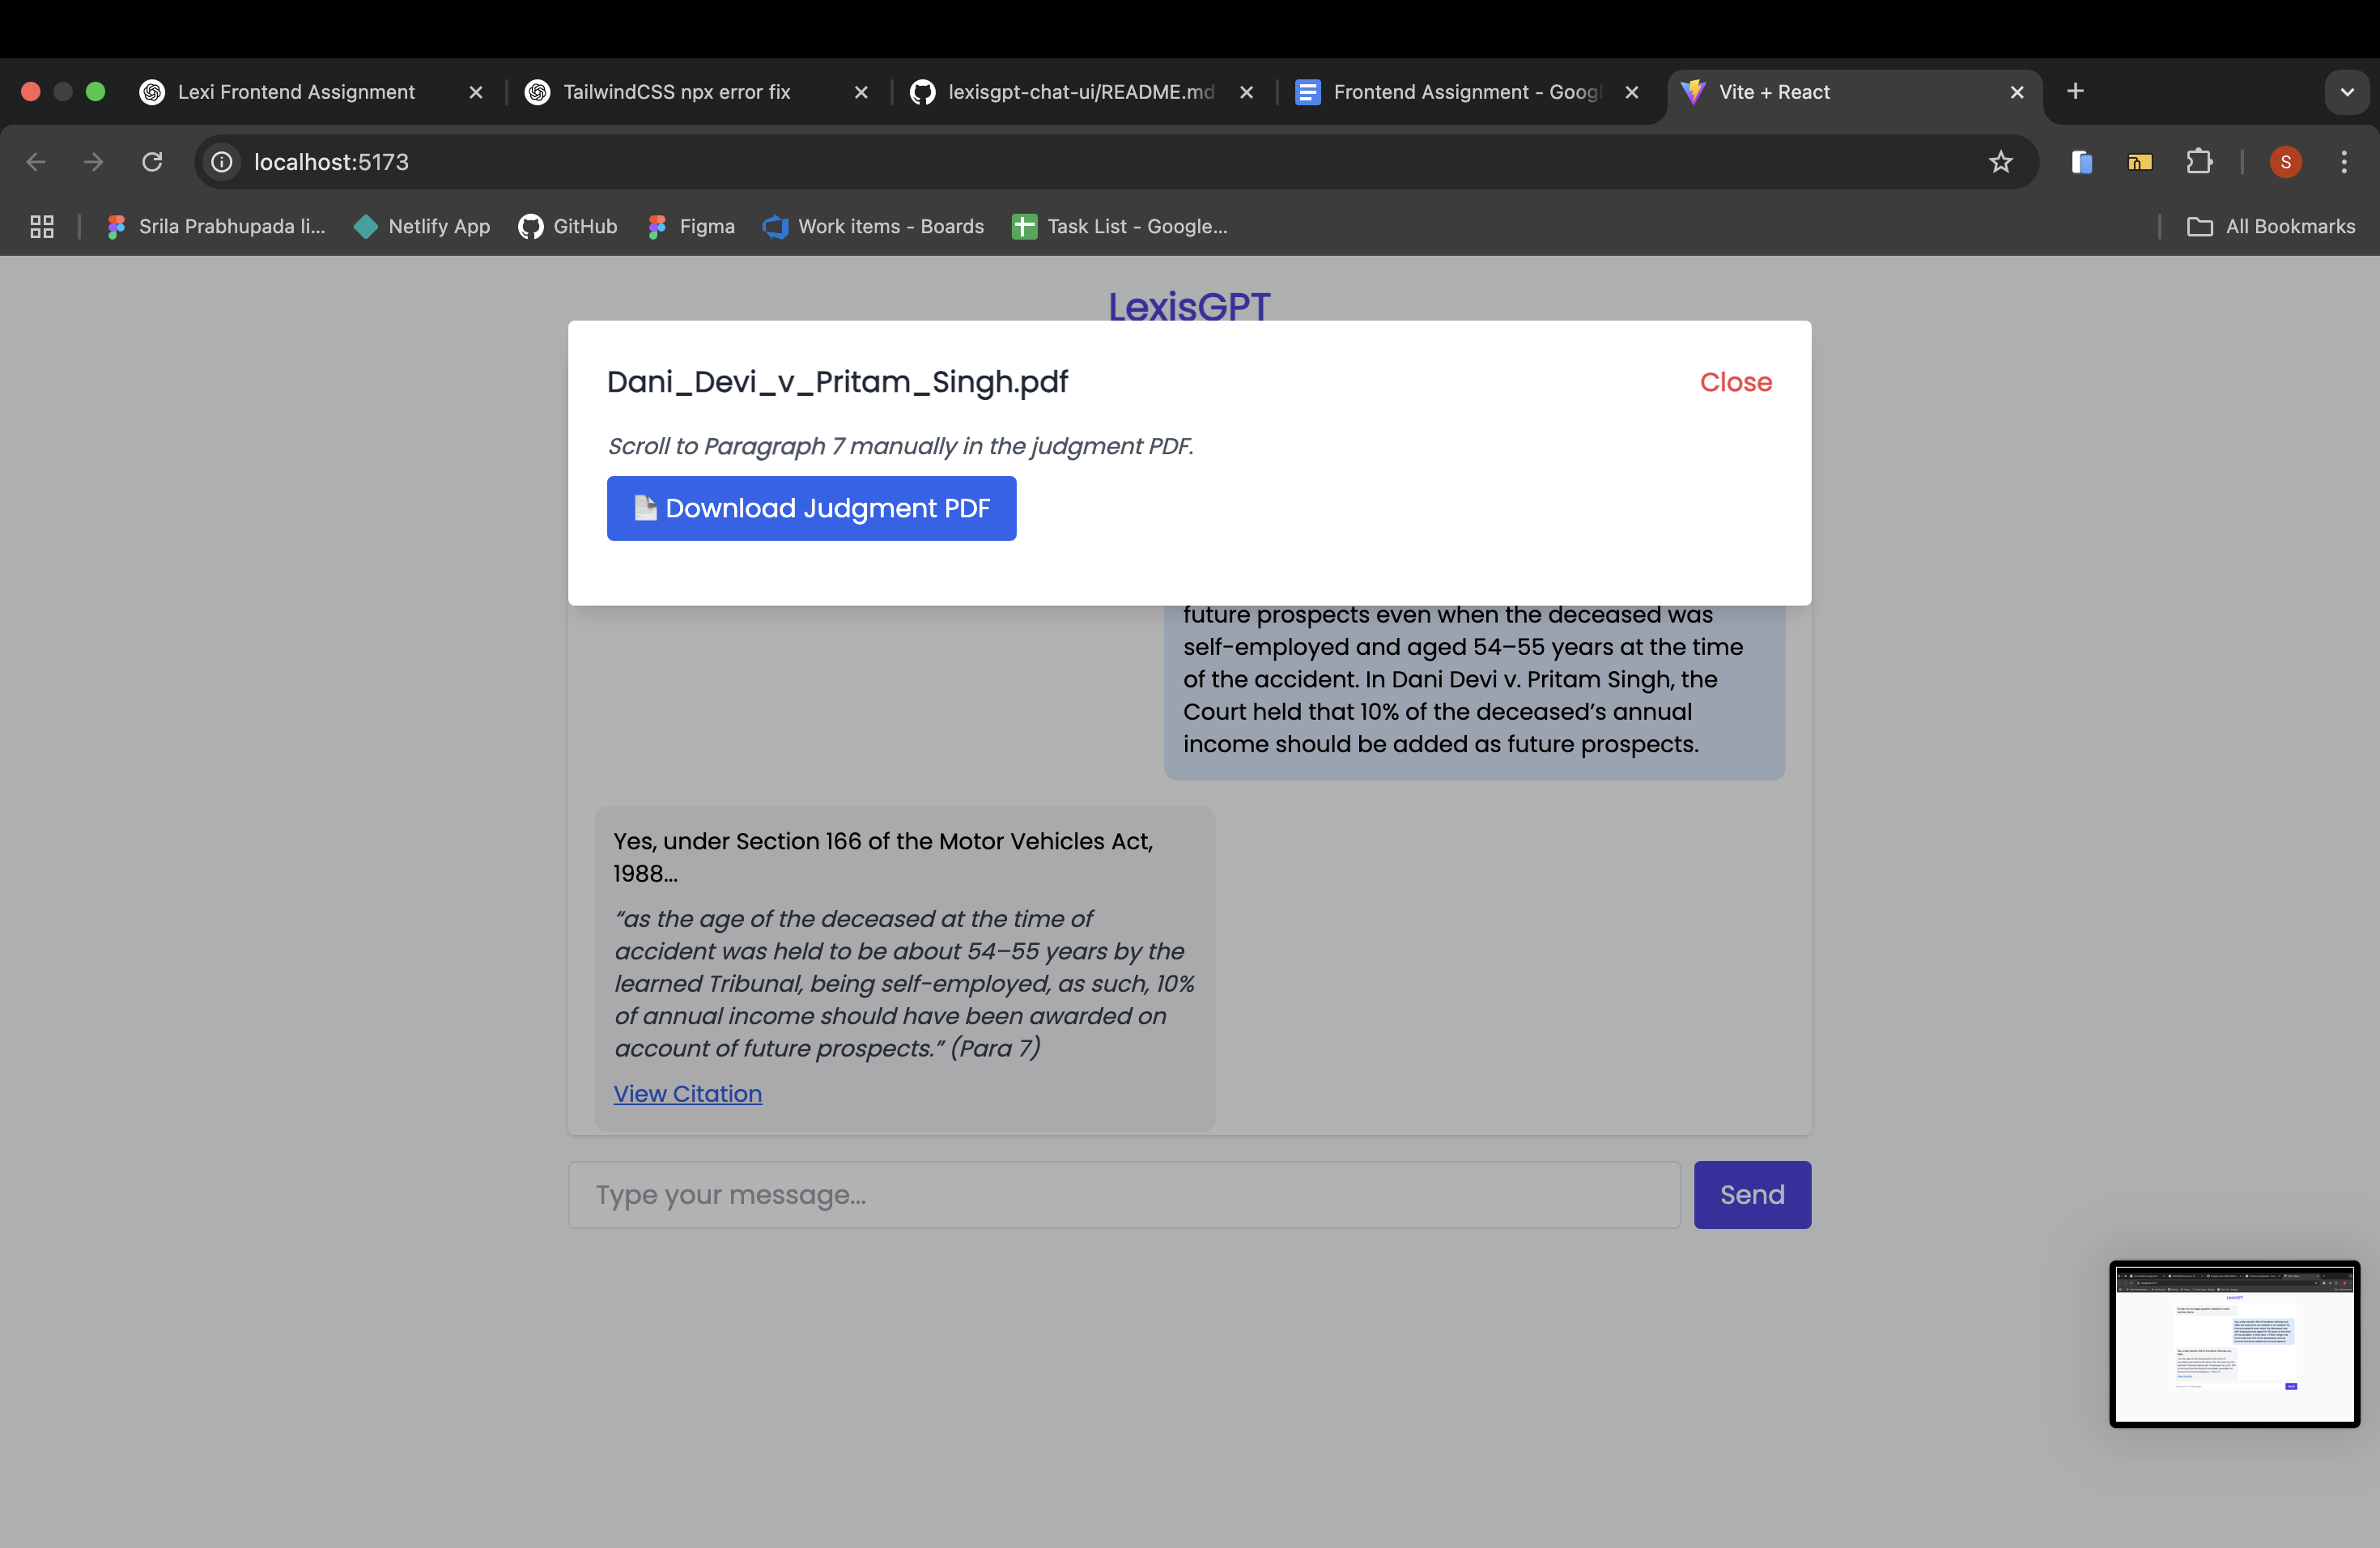 Lexi Frontend Assignment
TailwindCSS npx error fix
lexisgpt-chat-ui/README.md
Frontend Assignment - Goog
Vite + React
localhost:5173
S
Srila Prabhupada li...
Netlify App
GitHub
Figma
Work items - Boards
Task List - Google...
All Bookmarks
LexisGPT
Dani_Devi_v_Pritam_Singh.pdf
Close
Scroll to Paragraph 7 manually in the judgment PDF.
Download Judgment PDF
future prospects even when the deceased was
self-employed and aged 54–55 years at the time
of the accident. In Dani Devi v. Pritam Singh, the
Court held that 10% of the deceased’s annual
income should be added as future prospects.
Yes, under Section 166 of the Motor Vehicles Act,
1988...
“as the age of the deceased at the time of
accident was held to be about 54–55 years by the
learned Tribunal, being self-employed, as such, 10%
of annual income should have been awarded on
account of future prospects.” (Para 7)
View Citation
Type your message...
Send
LexisGPT